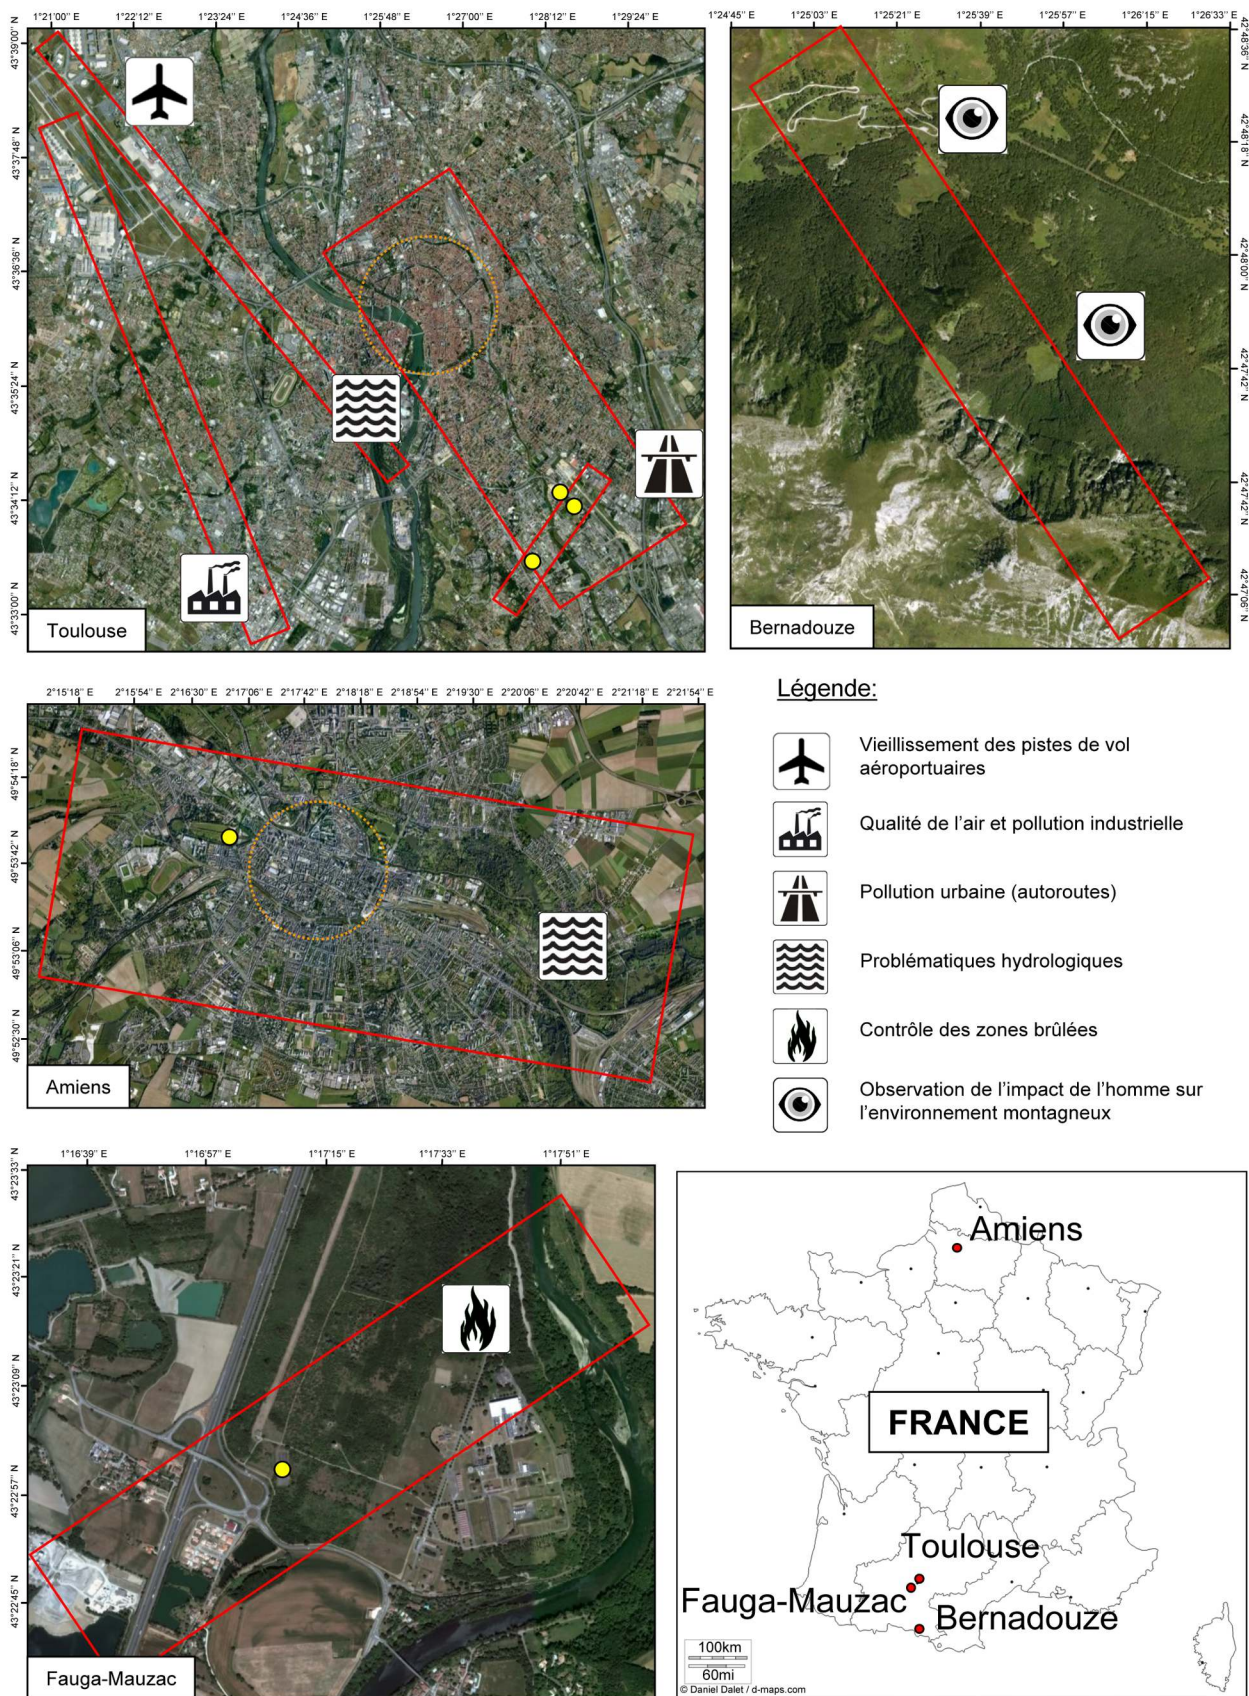 1°21'00'' E 1°22'12'' E 1°23'24'' E 1°24'36'' E 1°25'48'' E 1°27'00'' E 1°28'12'' E 1°29'24'' E
43°39'00'' N
43°37'48'' N
43°36'36'' N
43°35'24'' N
43°34'12'' N
43°33'00'' N
Toulouse
1°24'45'' E 1°25'03'' E 1°25'21'' E 1°25'39'' E 1°25'57'' E 1°26'15'' E 1°26'33'' E
42°48'36'' N
42°48'18'' N
42°48'00'' N
42°47'42'' N
42°47'42'' N
42°47'06'' N
Bernadouze
2°15'18'' E 2°15'54'' E 2°16'30'' E 2°17'06'' E 2°17'42'' E 2°18'18'' E 2°18'54'' E 2°19'30'' E 2°20'06'' E 2°20'42'' E 2°21'18'' E 2°21'54'' E
49°54'18'' N
49°53'42'' N
49°53'06'' N
49°52'30'' N
Amiens
Légende:
Vieillissement des pistes de vol
aéroportuaires
Qualité de l'air et pollution industrielle
Pollution urbaine (autoroutes)
Problématiques hydrologiques
Contrôle des zones brûlées
Observation de l'impact de l'homme sur
l'environnement montagneux
1°16'39'' E 1°16'57'' E 1°17'15'' E 1°17'33'' E 1°17'51'' E
43°23'33'' N
43°23'21'' N
43°23'09'' N
43°22'57'' N
43°22'45'' N
Fauga-Mauzac
Amiens
FRANCE
Toulouse
Fauga-Mauzac
Bernadouze
100km
60mi
© Daniel Dalet / d-maps.com